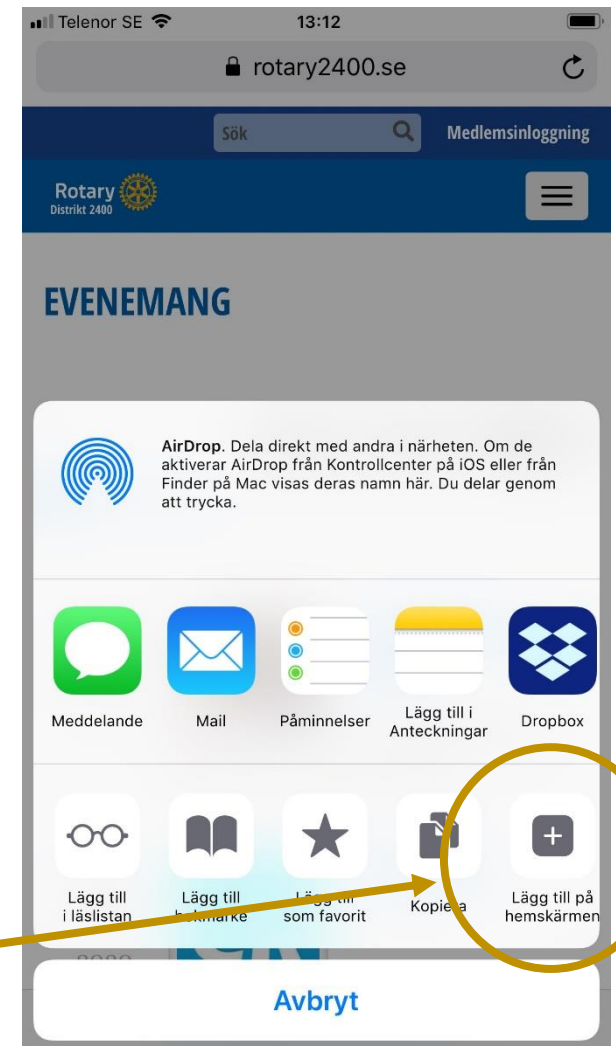 Telenor SE 13:12
rotary2400.se
Sök Medlemsinloggning
Rotary
Distrikt 2400
EVENEMANG
AirDrop. Dela direkt med andra i närheten. Om de
aktiverar AirDrop från Kontrollcenter på iOS eller från
Finder på Mac visas deras namn här. Du delar genom
att trycka.
Meddelande
Mail
Påminnelser
Lägg till i
Anteckningar
Dropbox
Lägg till
i läslistan
Lägg till
bokmärke
Lägg till
som favorit
Kopiera
Lägg till på
hemskärmen
Avbryt